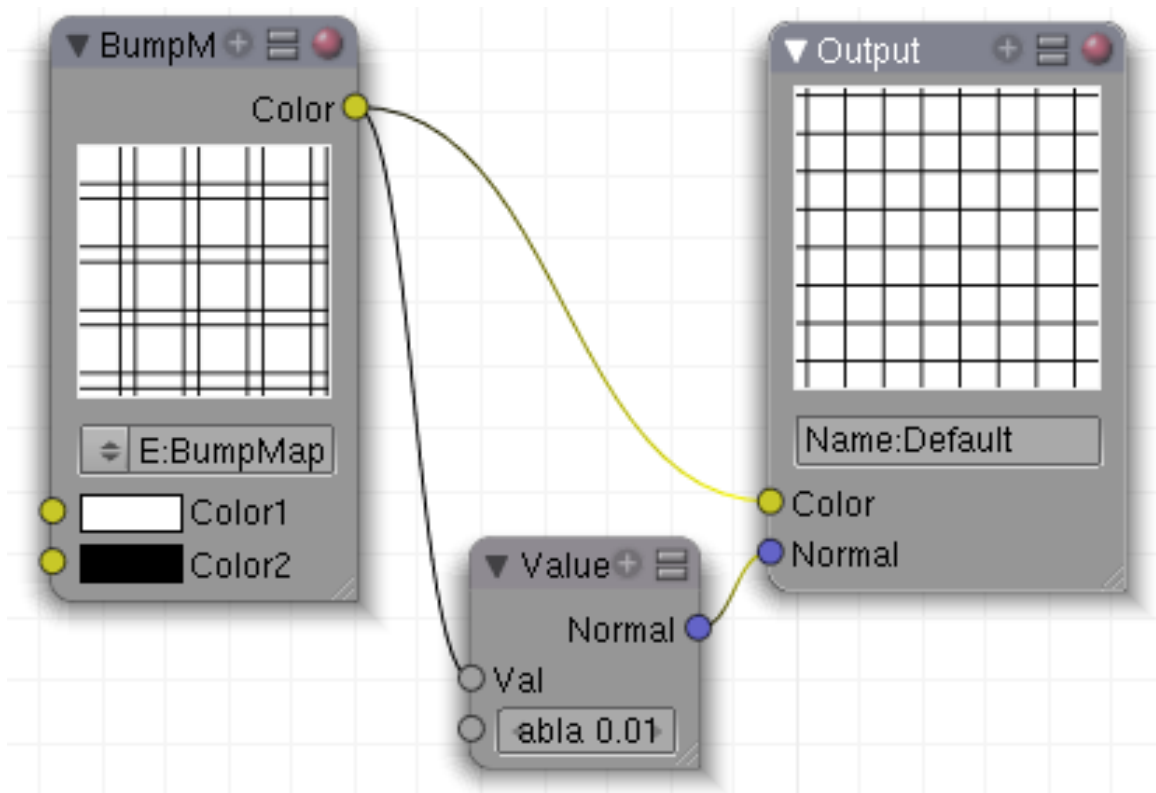 BumpM
Color
E:BumpMap
Color1
Color2
Value
Normal
Val
abla 0.01
Output
Name:Default
Color
Normal